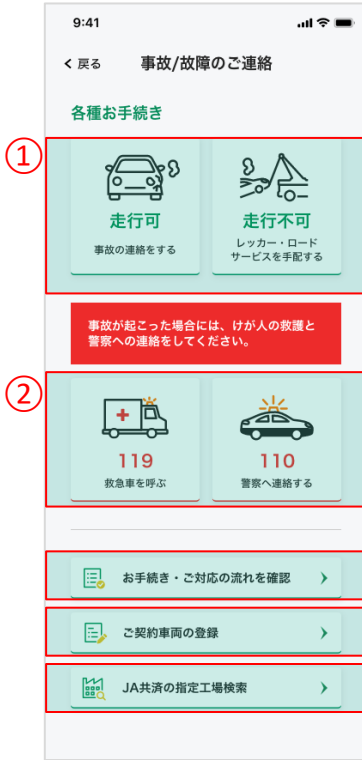 9:41
戻る 事故/故障のご連絡
各種お手続き
①
走行可
事故の連絡をする
走行不可
レッカー・ロード
サービスを手配する
事故が起こった場合には、けが人の救護と
警察への連絡をしてください。
②
119
救急車を呼ぶ
110
警察へ連絡する
お手続き・ご対応の流れを確認
ご契約車両の登録
JA共済の指定工場検索